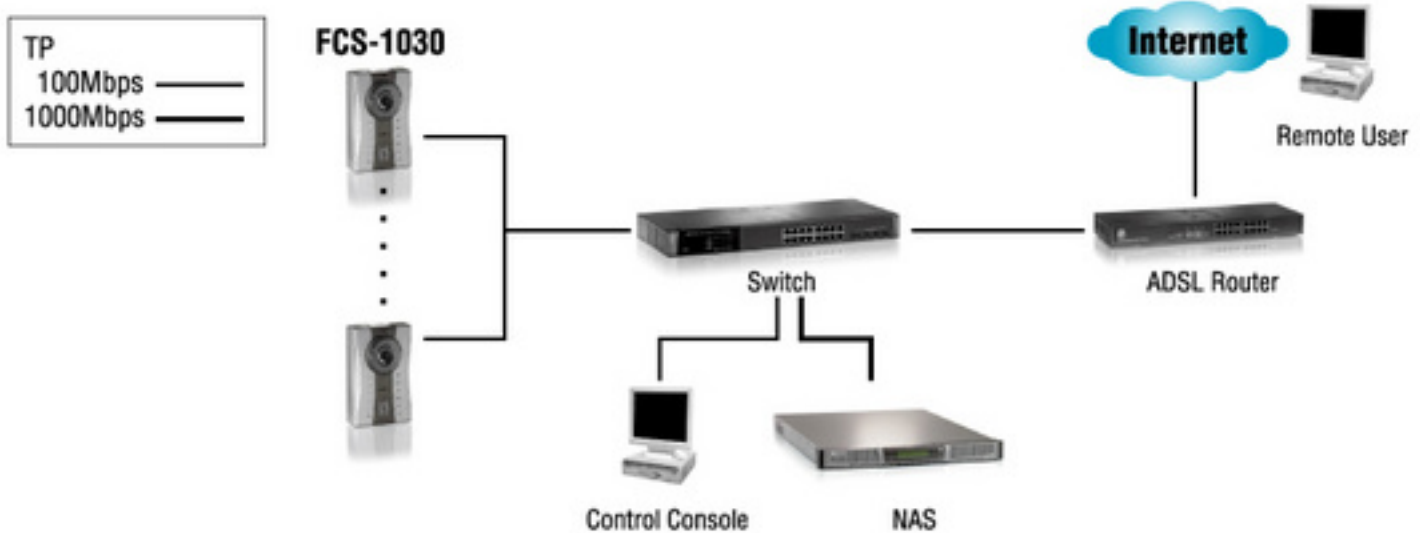 TP
100Mbps
1000Mbps
FCS-1030
Internet
Remote User
Switch
ADSL Router
Control Console
NAS